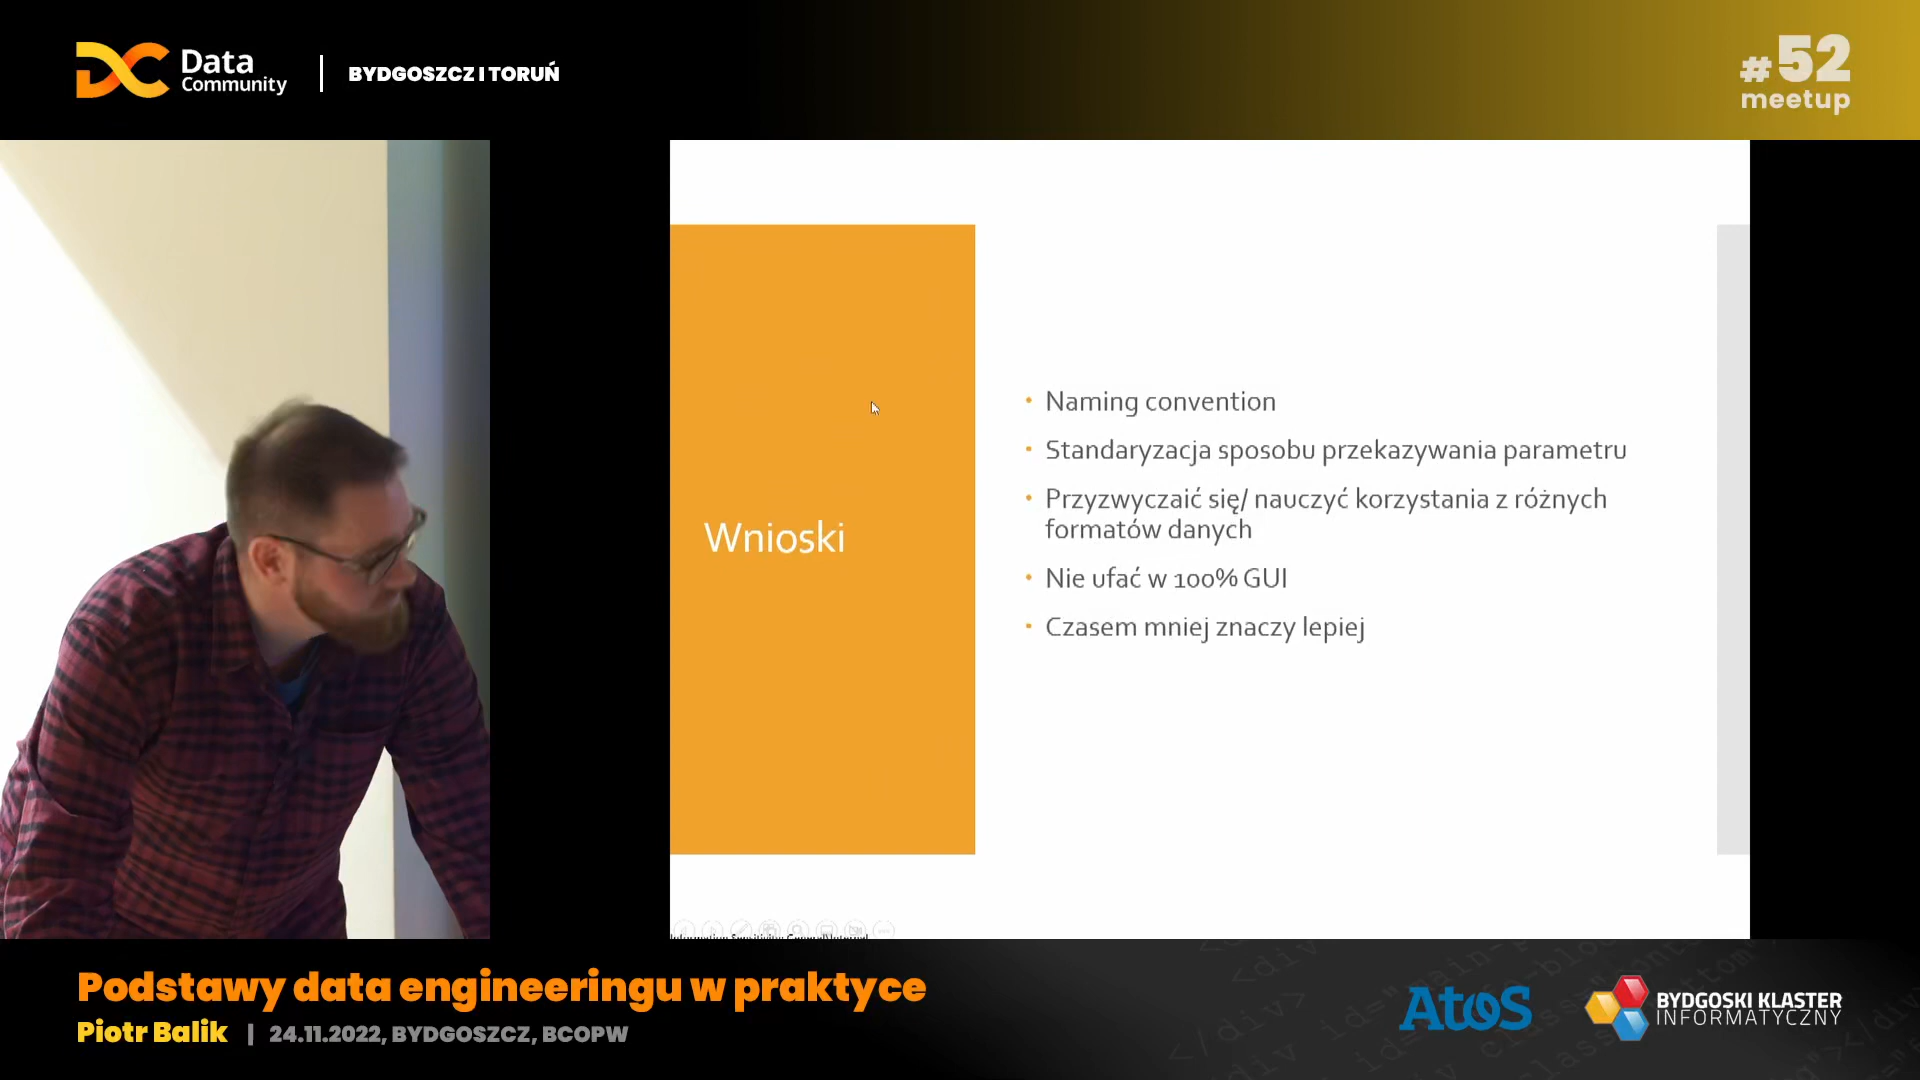 Data
Community
BYDGOSZCZ I TORUŃ
#52
meetup
Wnioski
• Naming convention
• Standaryzacja sposobu przekazywania parametru
• Przyzwyczaić się/ nauczyć korzystania z różnych
formatów danych
• Nie ufać w 100% GUI
• Czasem mniej znaczy lepiej
Podstawy data engineeringu w praktyce
Piotr Balik | 24.11.2022, BYDGOSZCZ, BCOPW
Atos
BYDGOSKI KLASTER
INFORMATYCZNY